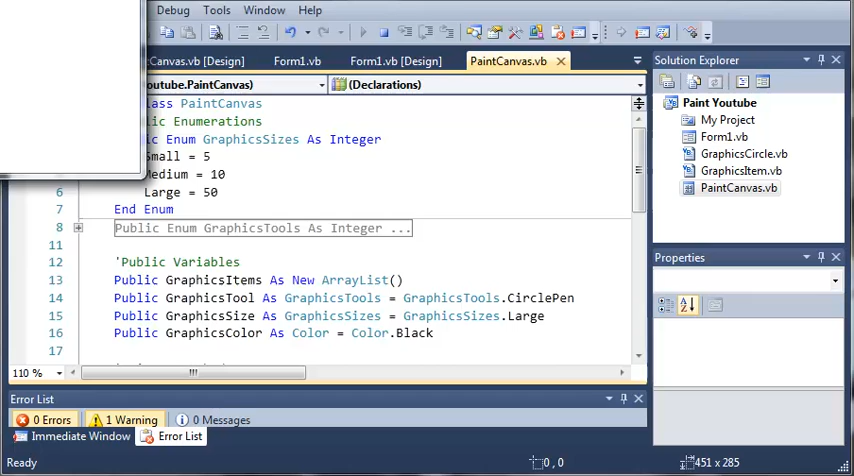 Debug Tools Window Help
Canvas.vb [Design] Form1.vb Form1.vb [Design] PaintCanvas.vb
outube.PaintCanvas) (Declarations)
lass PaintCanvas
lic Enumerations
ic Enum GraphicsSizes As Integer
Small = 5
Medium = 10
6 Large = 50
7 End Enum
8 Public Enum GraphicsTools As Integer ...
11
12 'Public Variables
13 Public GraphicsItems As New ArrayList()
14 Public GraphicsTool As GraphicsTools = GraphicsTools.CirclePen
15 Public GraphicsSize As GraphicsSizes = GraphicsSizes.Large
16 Public GraphicsColor As Color = Color.Black
17
110 %
Error List
0 Errors 1 Warning 0 Messages
Immediate Window Error List
Ready 0 , 0 451 x 285
Solution Explorer
Paint Youtube
My Project
Form1.vb
GraphicsCircle.vb
GraphicsItem.vb
PaintCanvas.vb
Properties